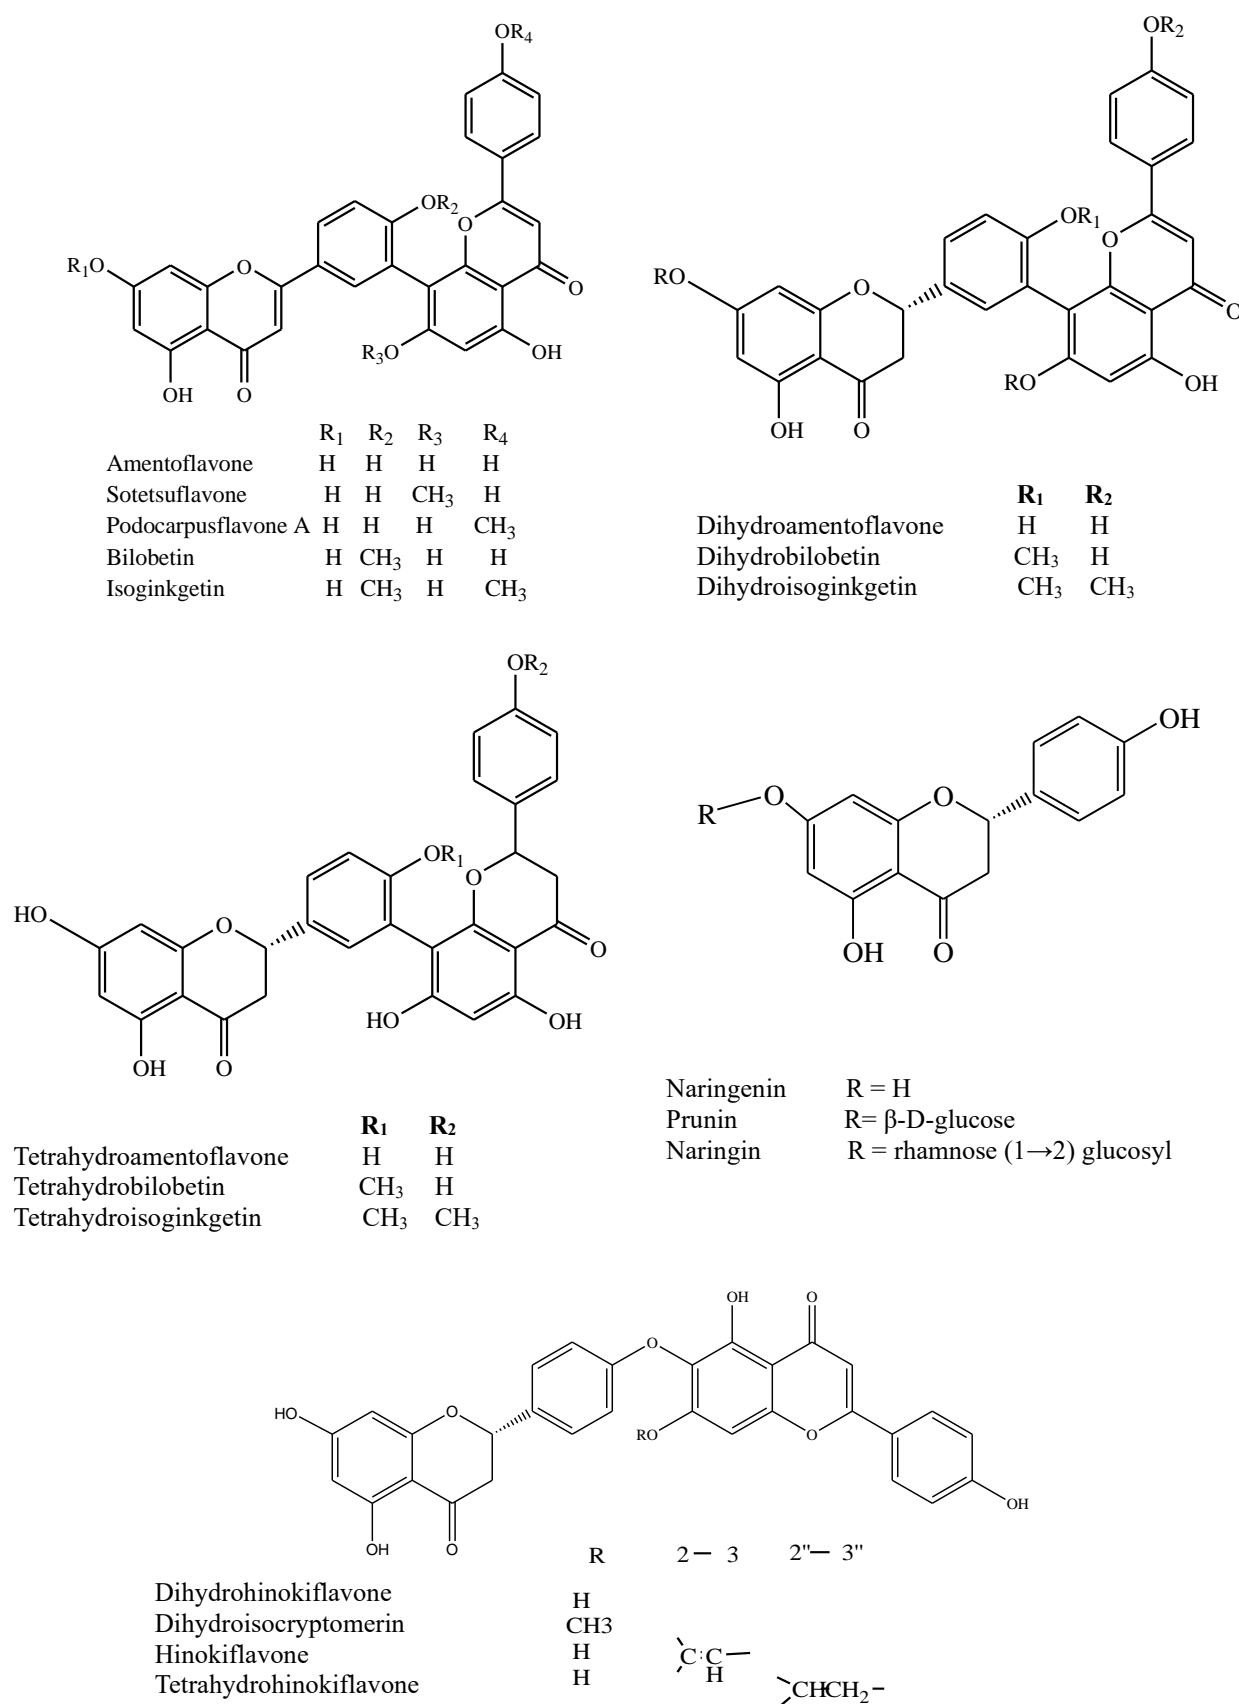 OR4
OR2
O
O
R1O
O
R3O
OH
OH
O
R1 R2 R3 R4
Amentoflavone H H H H
Sotetsuflavone H H CH3 H
Podocarpusflavone A H H H CH3
Bilobetin H CH3 H H
Isoginkgetin H CH3 H CH3
OR2
OR1
O
RO
O
O
RO
OH
OH
O
R1 R2
Dihydroamentoflavone H H
Dihydrobilobetin CH3 H
Dihydroisoginkgetin CH3 CH3
OR2
OR1
O
HO
O
O
HO
OH
OH
O
R1 R2
Tetrahydroamentoflavone H H
Tetrahydrobilobetin CH3 H
Tetrahydroisoginkgetin CH3 CH3
OH
R
O
O
OH
O
Naringenin R = H
Prunin R= β-D-glucose
Naringin R = rhamnose (1→2) glucosyl
OH
O
O
HO
O
RO
O
OH
OH
O
R 2 — 3 2"— 3"
Dihydrohinokiflavone H
Dihydroisocryptomerin CH3
Hinokiflavone H C:C H
Tetrahydrohinokiflavone H CHCH2